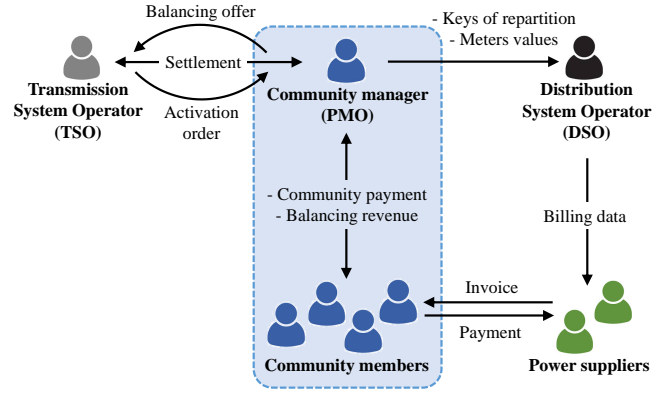 Balancing offer
Settlement
Activation
order
Transmission
System Operator
(TSO)
Community manager
(PMO)
- Keys of repartition
- Meters values
Distribution
System Operator
(DSO)
- Community payment
- Balancing revenue
Billing data
Invoice
Payment
Community members
Power suppliers